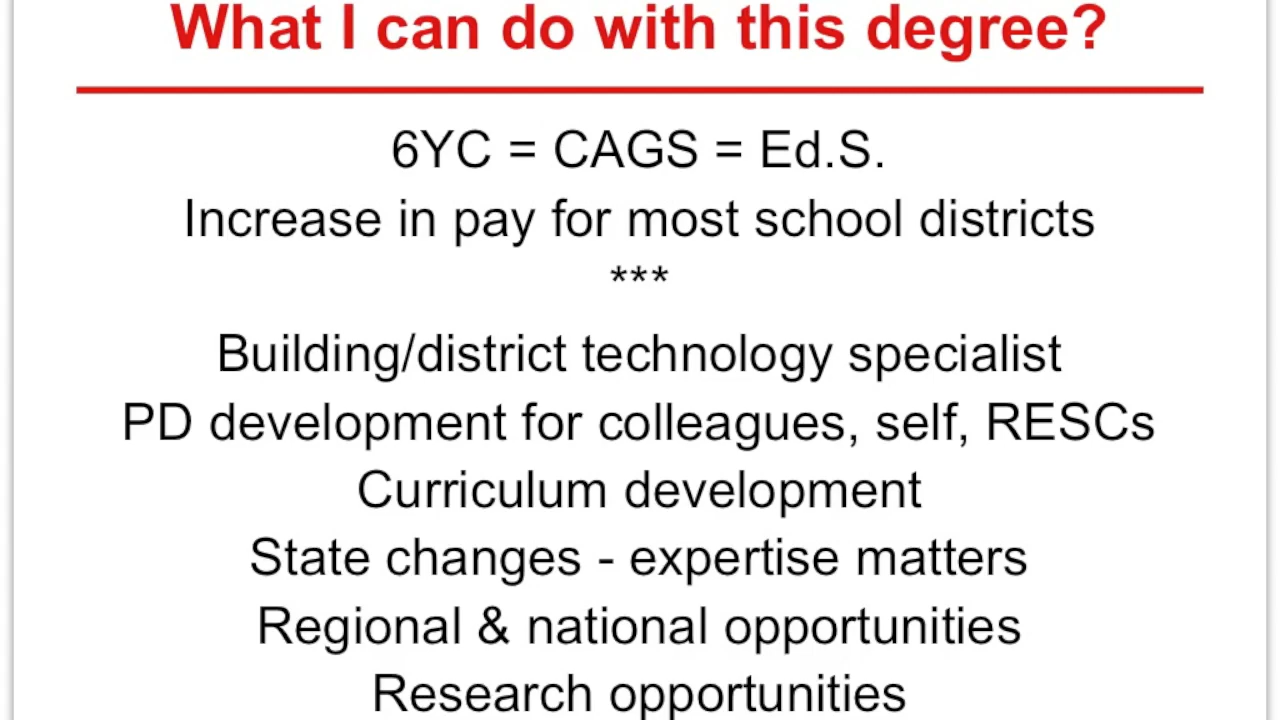 What I can do with this degree?
6YC = CAGS = Ed.S.
Increase in pay for most school districts
***
Building/district technology specialist
PD development for colleagues, self, RESCs
Curriculum development
State changes - expertise matters
Regional & national opportunities
Research opportunities